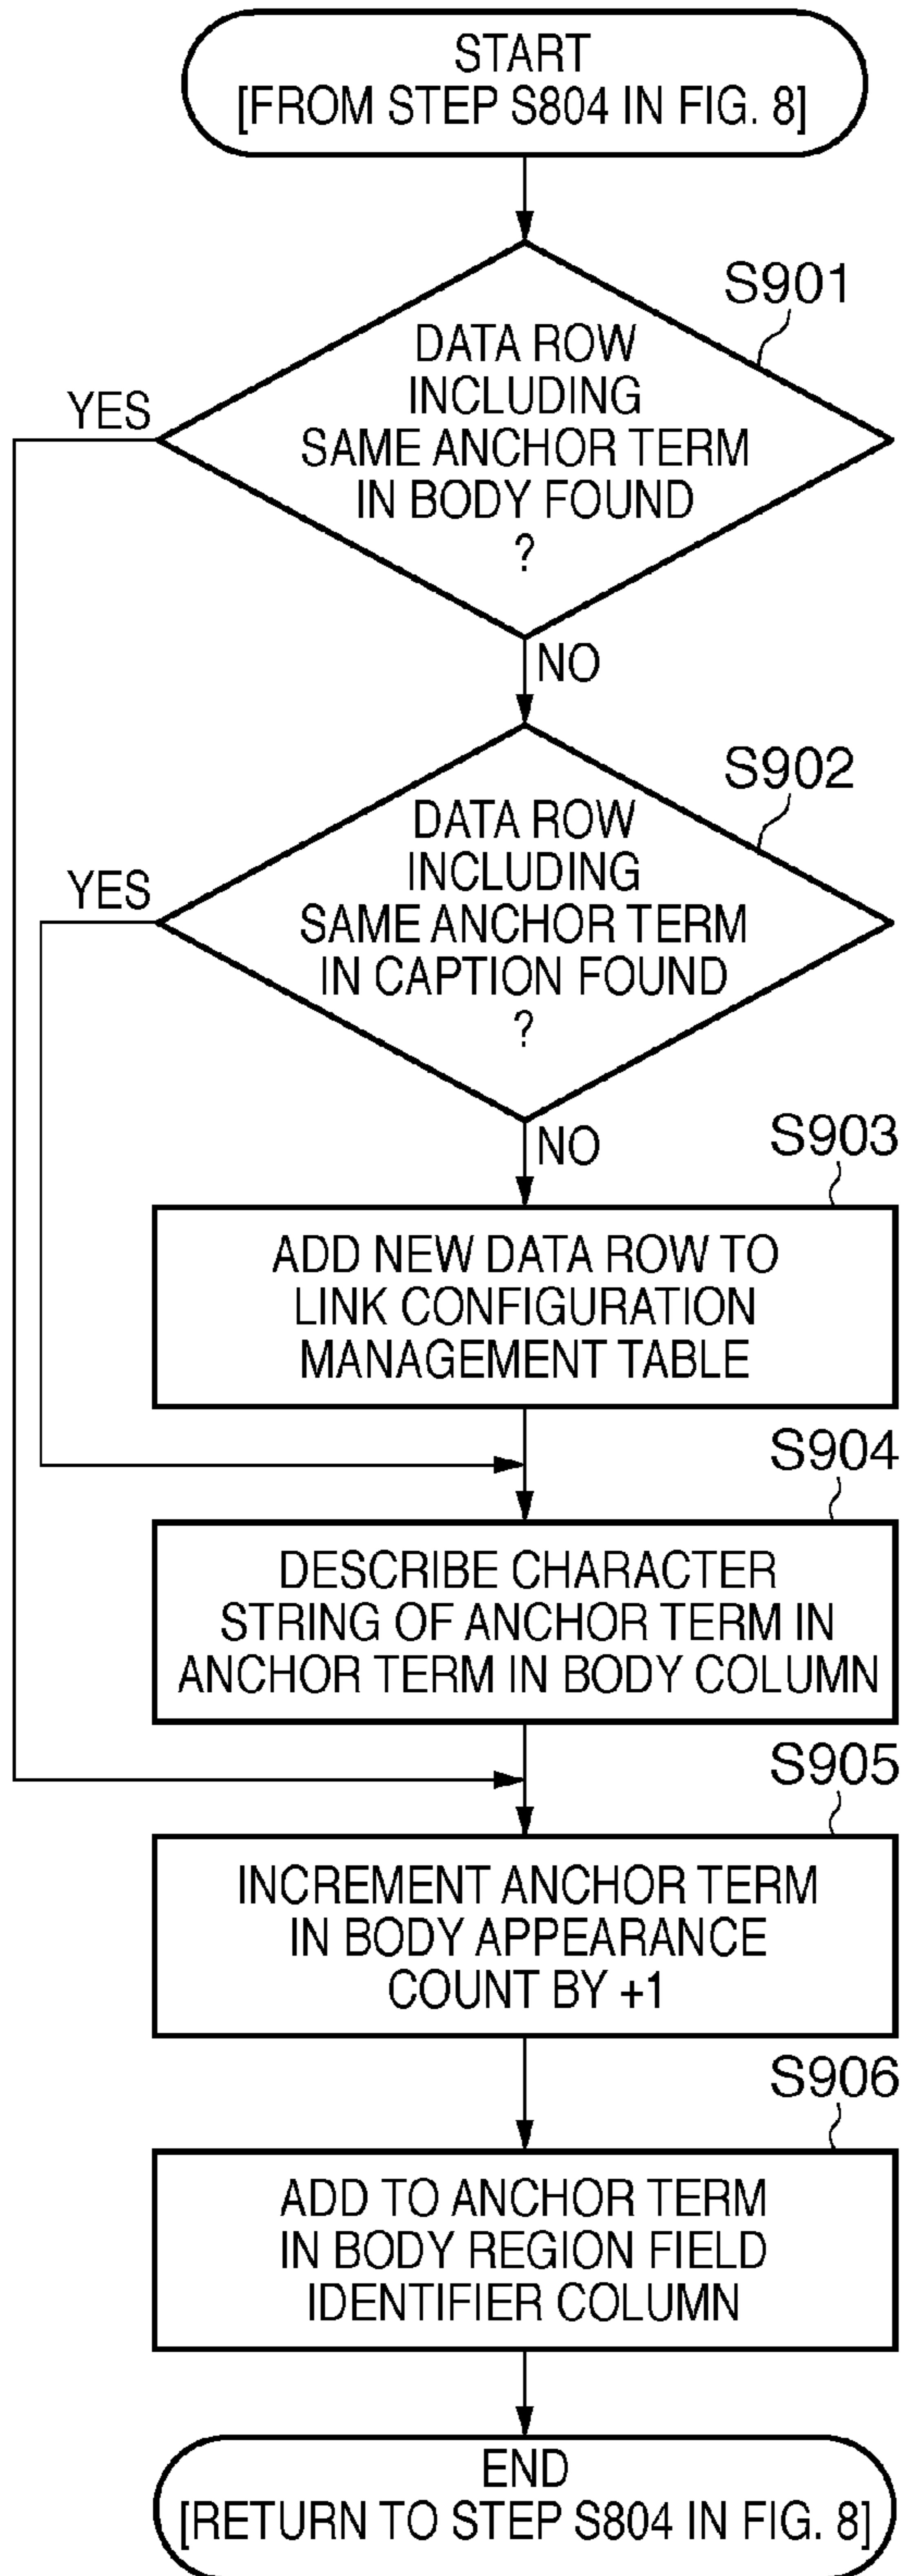 START
[FROM STEP S804 IN FIG. 8]
S901
DATA ROW
INCLUDING
SAME ANCHOR TERM
IN BODY FOUND
?
YES
NO
S902
DATA ROW
INCLUDING
SAME ANCHOR TERM
IN CAPTION FOUND
?
YES
NO
S903
ADD NEW DATA ROW TO
LINK CONFIGURATION
MANAGEMENT TABLE
S904
DESCRIBE CHARACTER
STRING OF ANCHOR TERM IN
ANCHOR TERM IN BODY COLUMN
S905
INCREMENT ANCHOR TERM
IN BODY APPEARANCE
COUNT BY +1
S906
ADD TO ANCHOR TERM
IN BODY REGION FIELD
IDENTIFIER COLUMN
END
[RETURN TO STEP S804 IN FIG. 8]